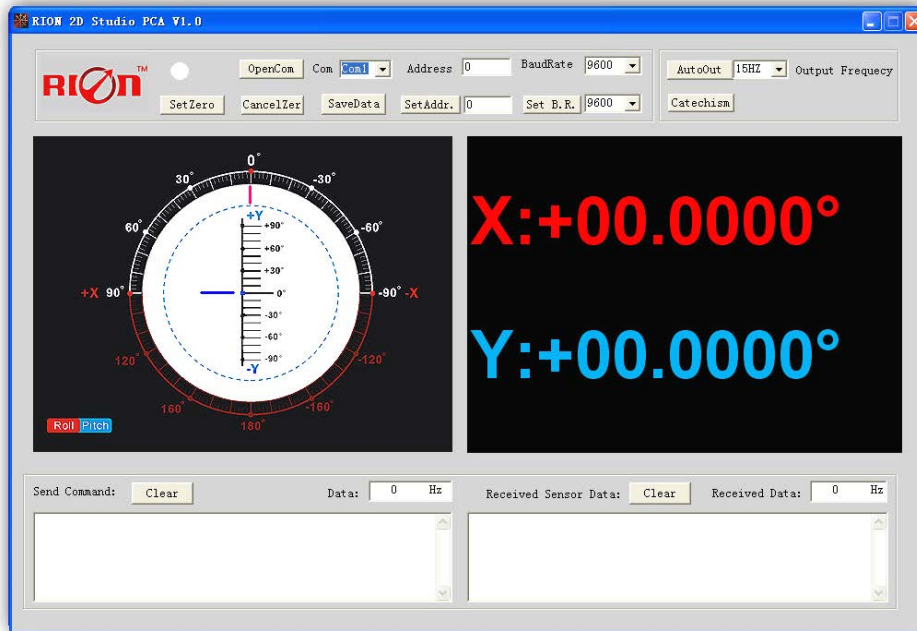 RION 2D Studio PCA V1.0
RION™ OpenCom Com Com1 Address 0 BaudRate 9600 AutoOut 15HZ Output Frequecy
SetZero CancelZer SaveData SetAddr. 0 Set B.R. 9600 Catechism
0°
30° -30°
60° -60°
+X 90° -90° -X
120° -120°
160° -160°
180°
+Y
+90°
+60°
+30°
0°
-30°
-60°
-90°
-Y
Roll Pitch
X:+00.0000°
Y:+00.0000°
Send Command: Clear Data: 0 Hz Received Sensor Data: Clear Received Data: 0 Hz